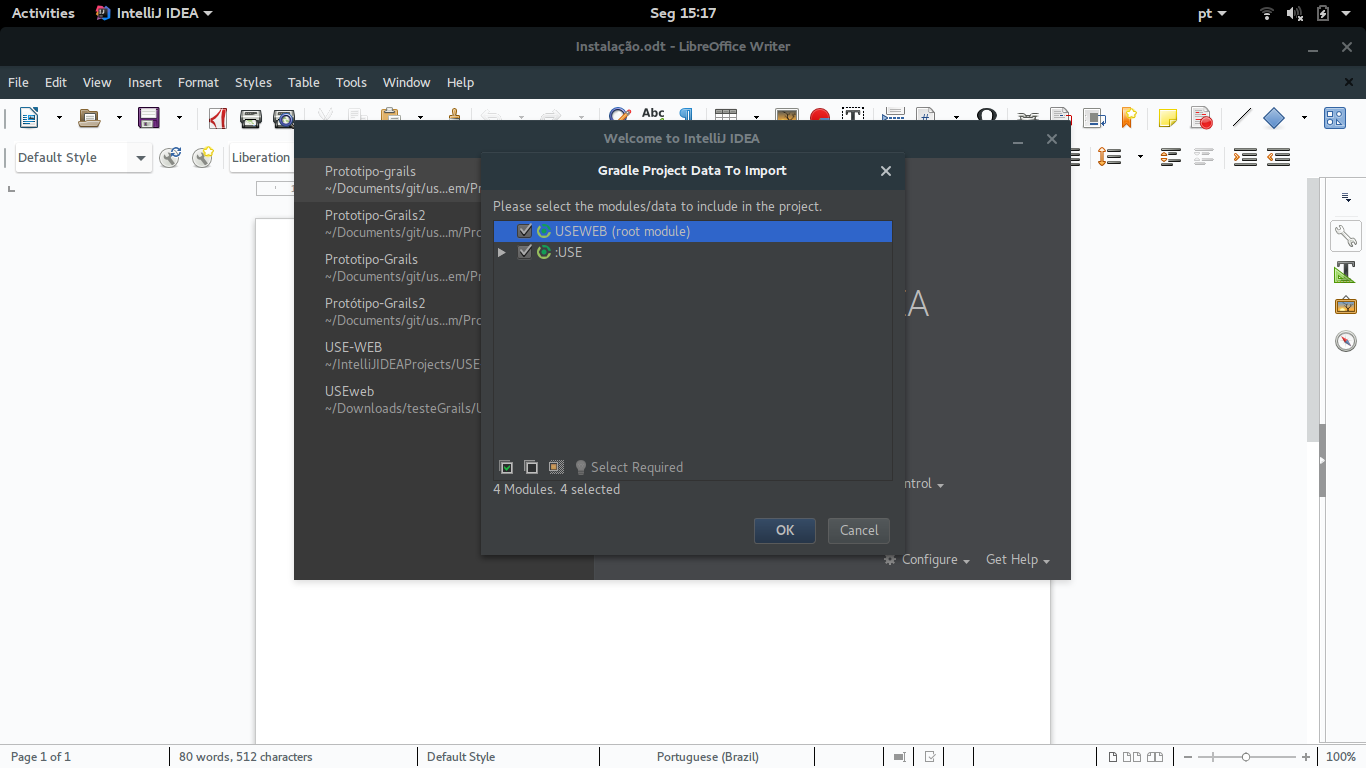 Activities IntelliJ IDEA Seg 15:17 pt
Instalação.odt - LibreOffice Writer
File Edit View Insert Format Styles Table Tools Window Help
Abc
Default Style Liberation
Welcome to IntelliJ IDEA
Gradle Project Data To Import
Please select the modules/data to include in the project.
USEWEB (root module)
:USE
Select Required
4 Modules. 4 selected
OK Cancel
Prototipo-grails
~/Documents/git/us...em/Pr
Prototipo-Grails2
~/Documents/git/us...m/Pro
Prototipo-Grails
~/Documents/git/us...em/Pr
Protótipo-Grails2
~/Documents/git/us...m/Pro
USE-WEB
~/IntelliJIDEAProjects/USE
USEweb
~/Downloads/testeGrails/U
EA
ntrol
Configure Get Help
Page 1 of 1 80 words, 512 characters Default Style Portuguese (Brazil) 100%